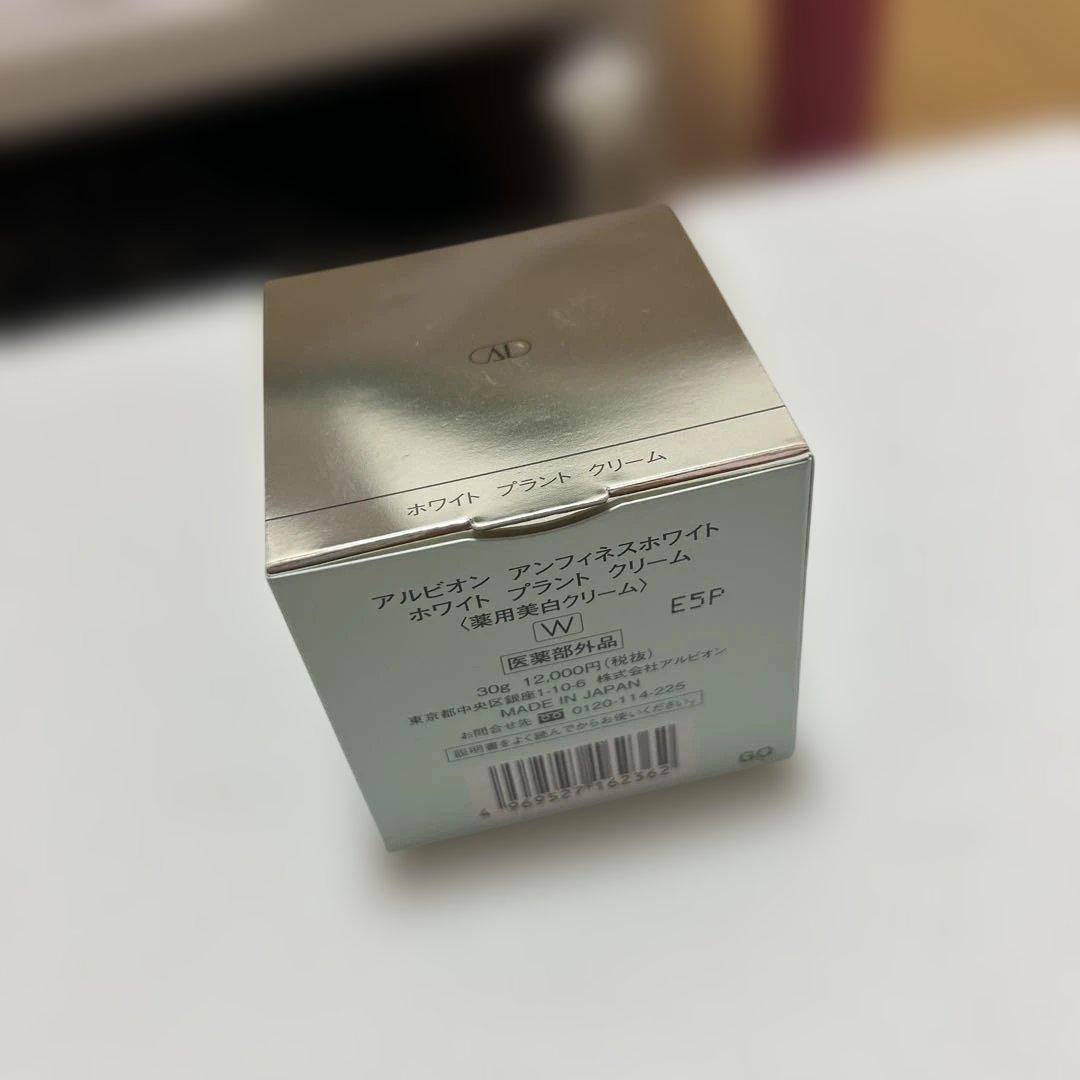 ホワイト プラント クリーム
アルビオン アンフィネスホワイト
ホワイト プラント クリーム
〈薬用美白クリーム〉
E5P
W
医薬部外品
30g 12,000円(税抜)
東京都中央区銀座1-10-6 株式会社アルビオン
MADE IN JAPAN
お問合せ先 0120-114-225
説明書をよく読んでからお使いください。
4 969527 162362